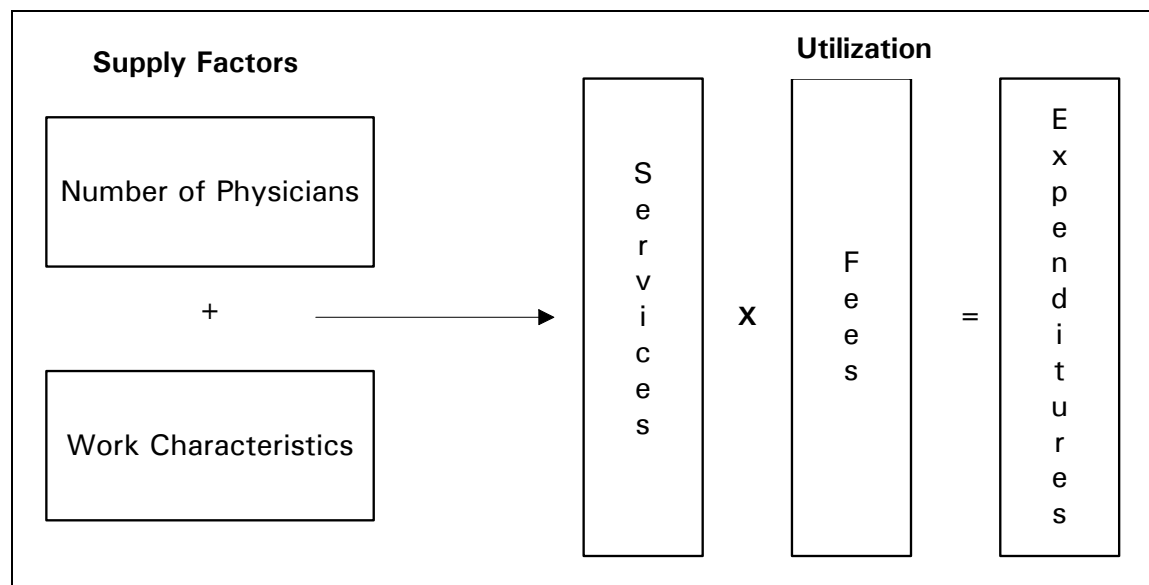 Supply Factors
Utilization
Number of Physicians
+
Work Characteristics
Services
X
Fees
=
Expenditures